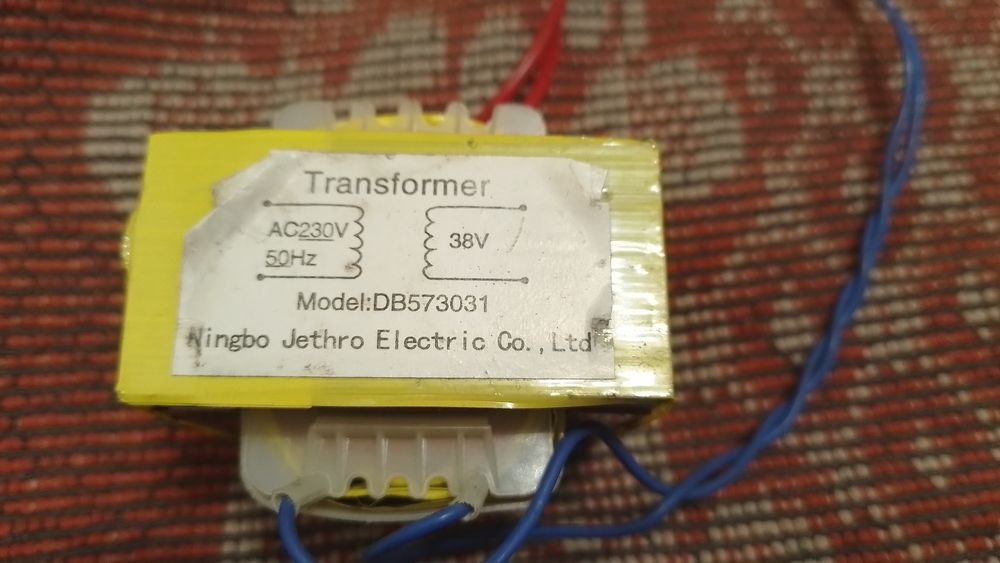 Transformer
AC230V
38V
50Hz
Model:DB573031
Ningbo Jethro Electric Co.,Ltd